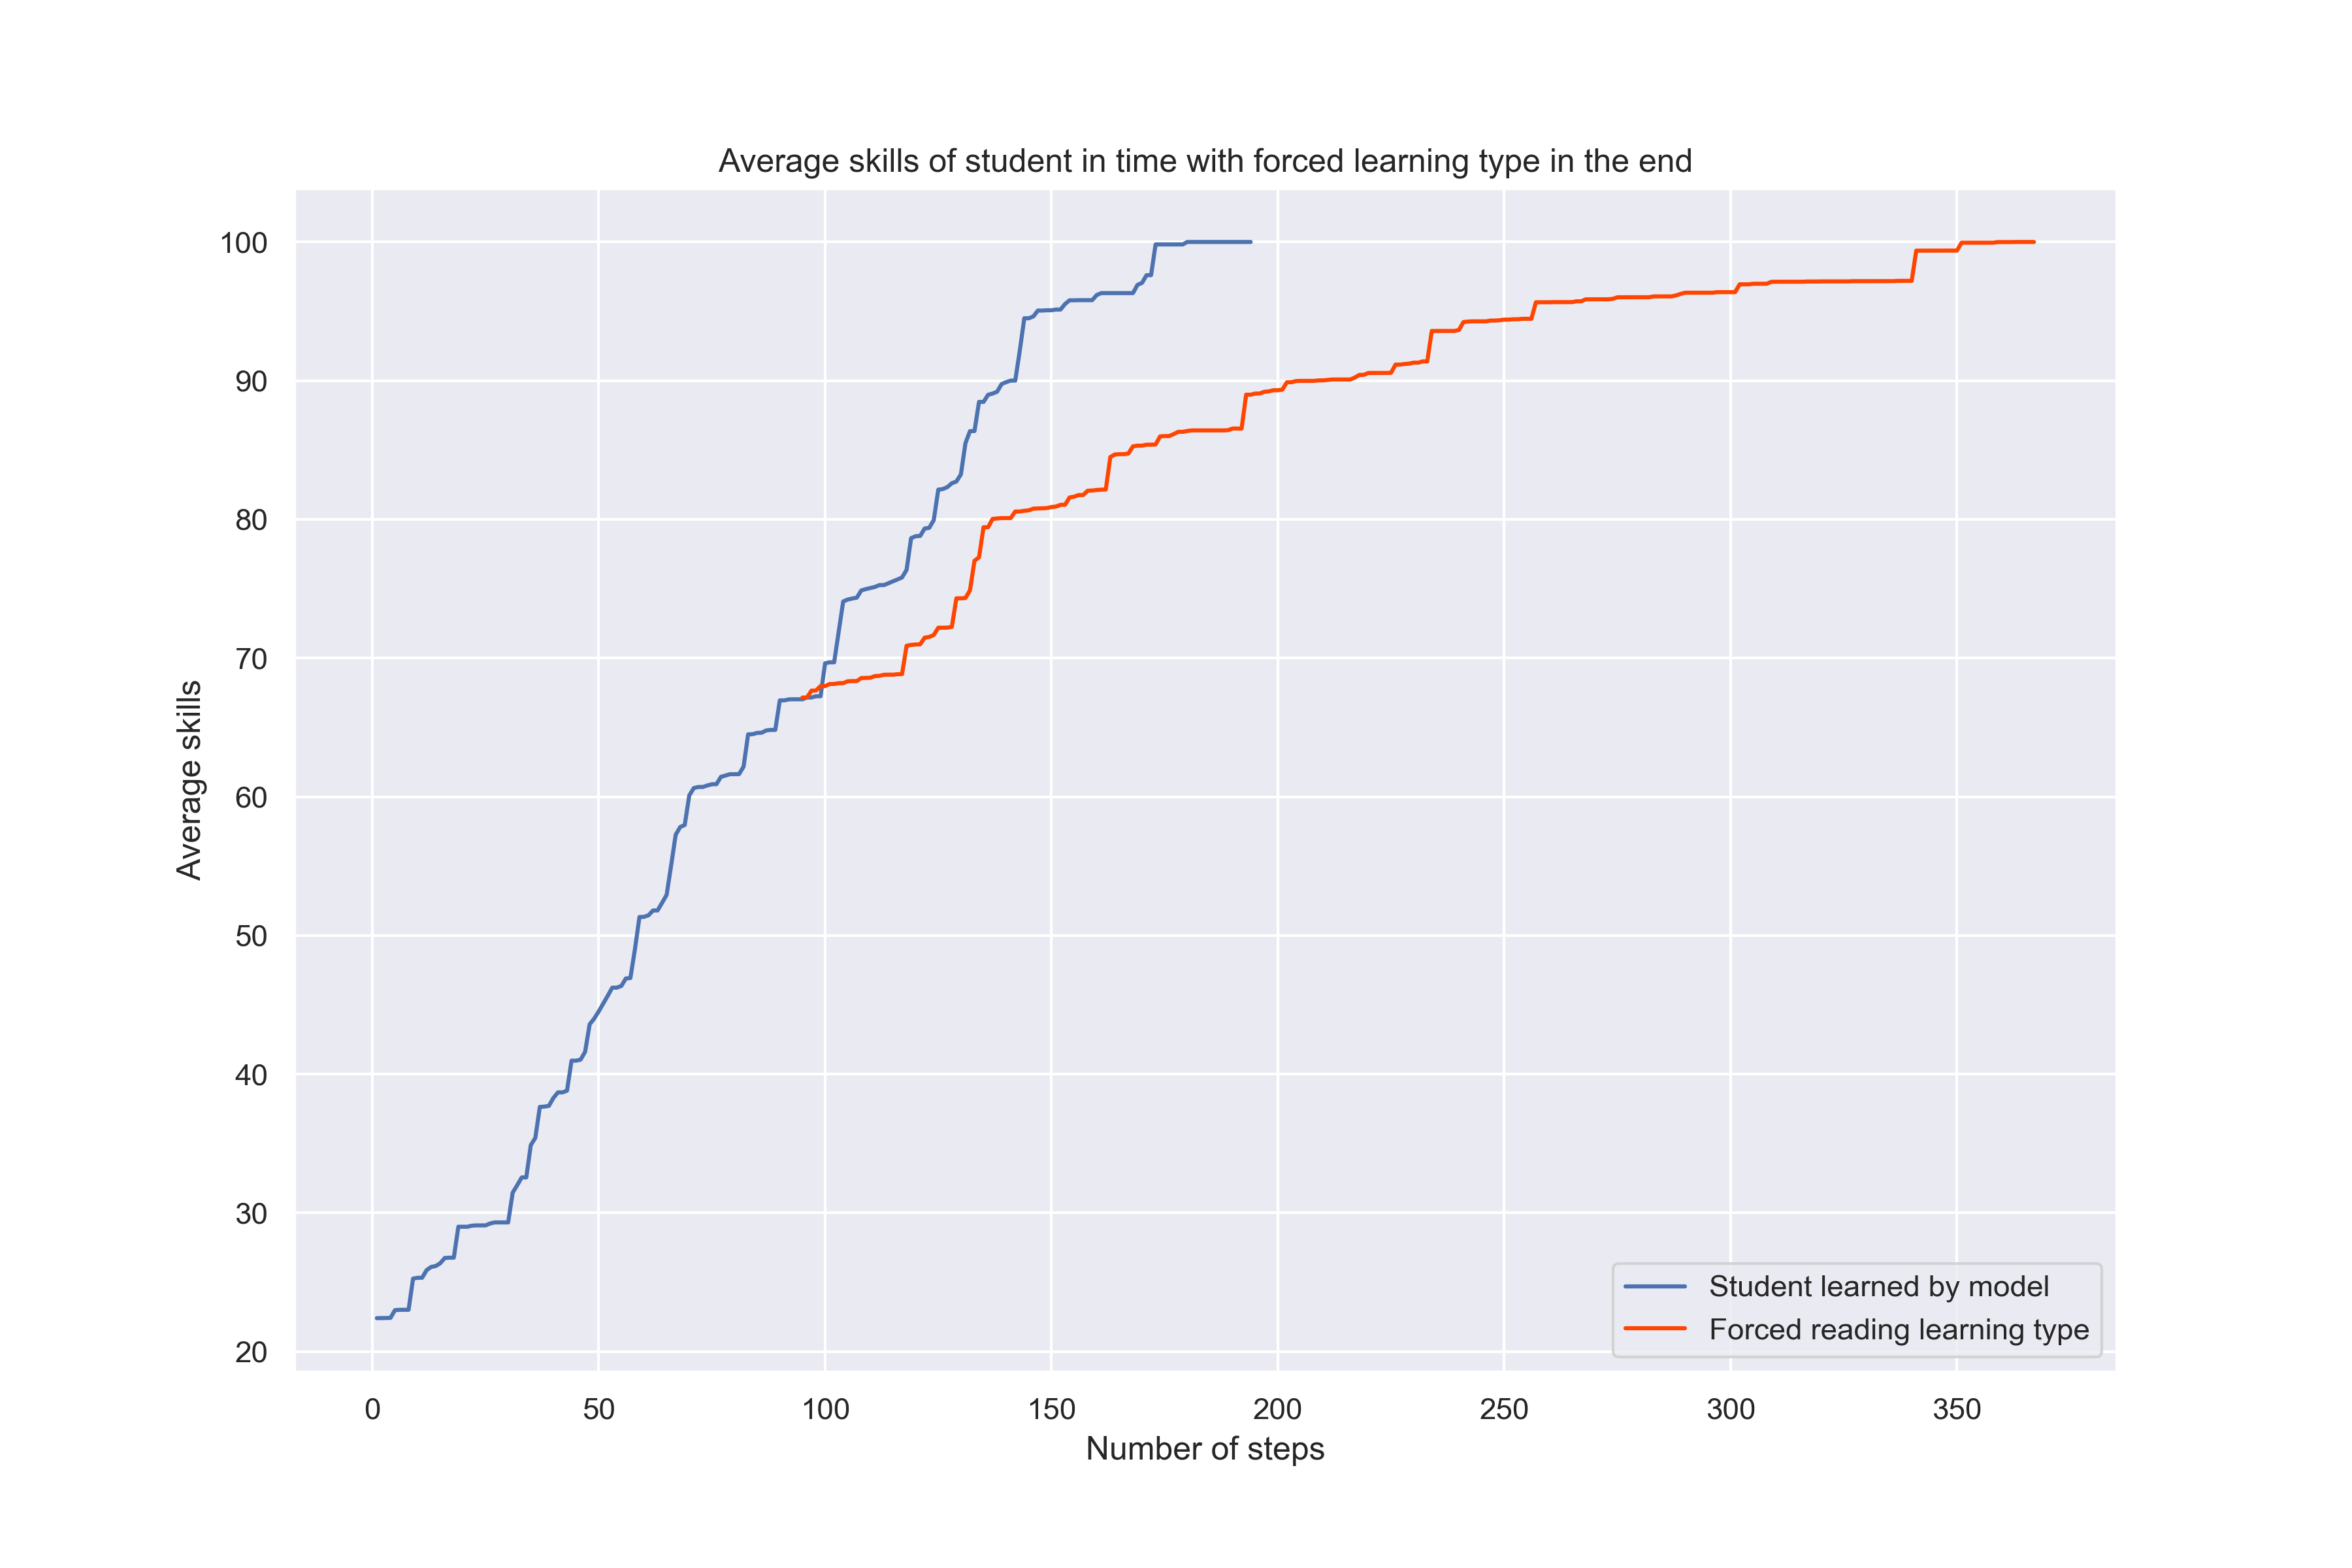 Average skills of student in time with forced learning type in the end
100
90
80
70
60
50
40
30
20
Average skills
0 50 100 150 200 250 300 350
Number of steps
Student learned by model
Forced reading learning type